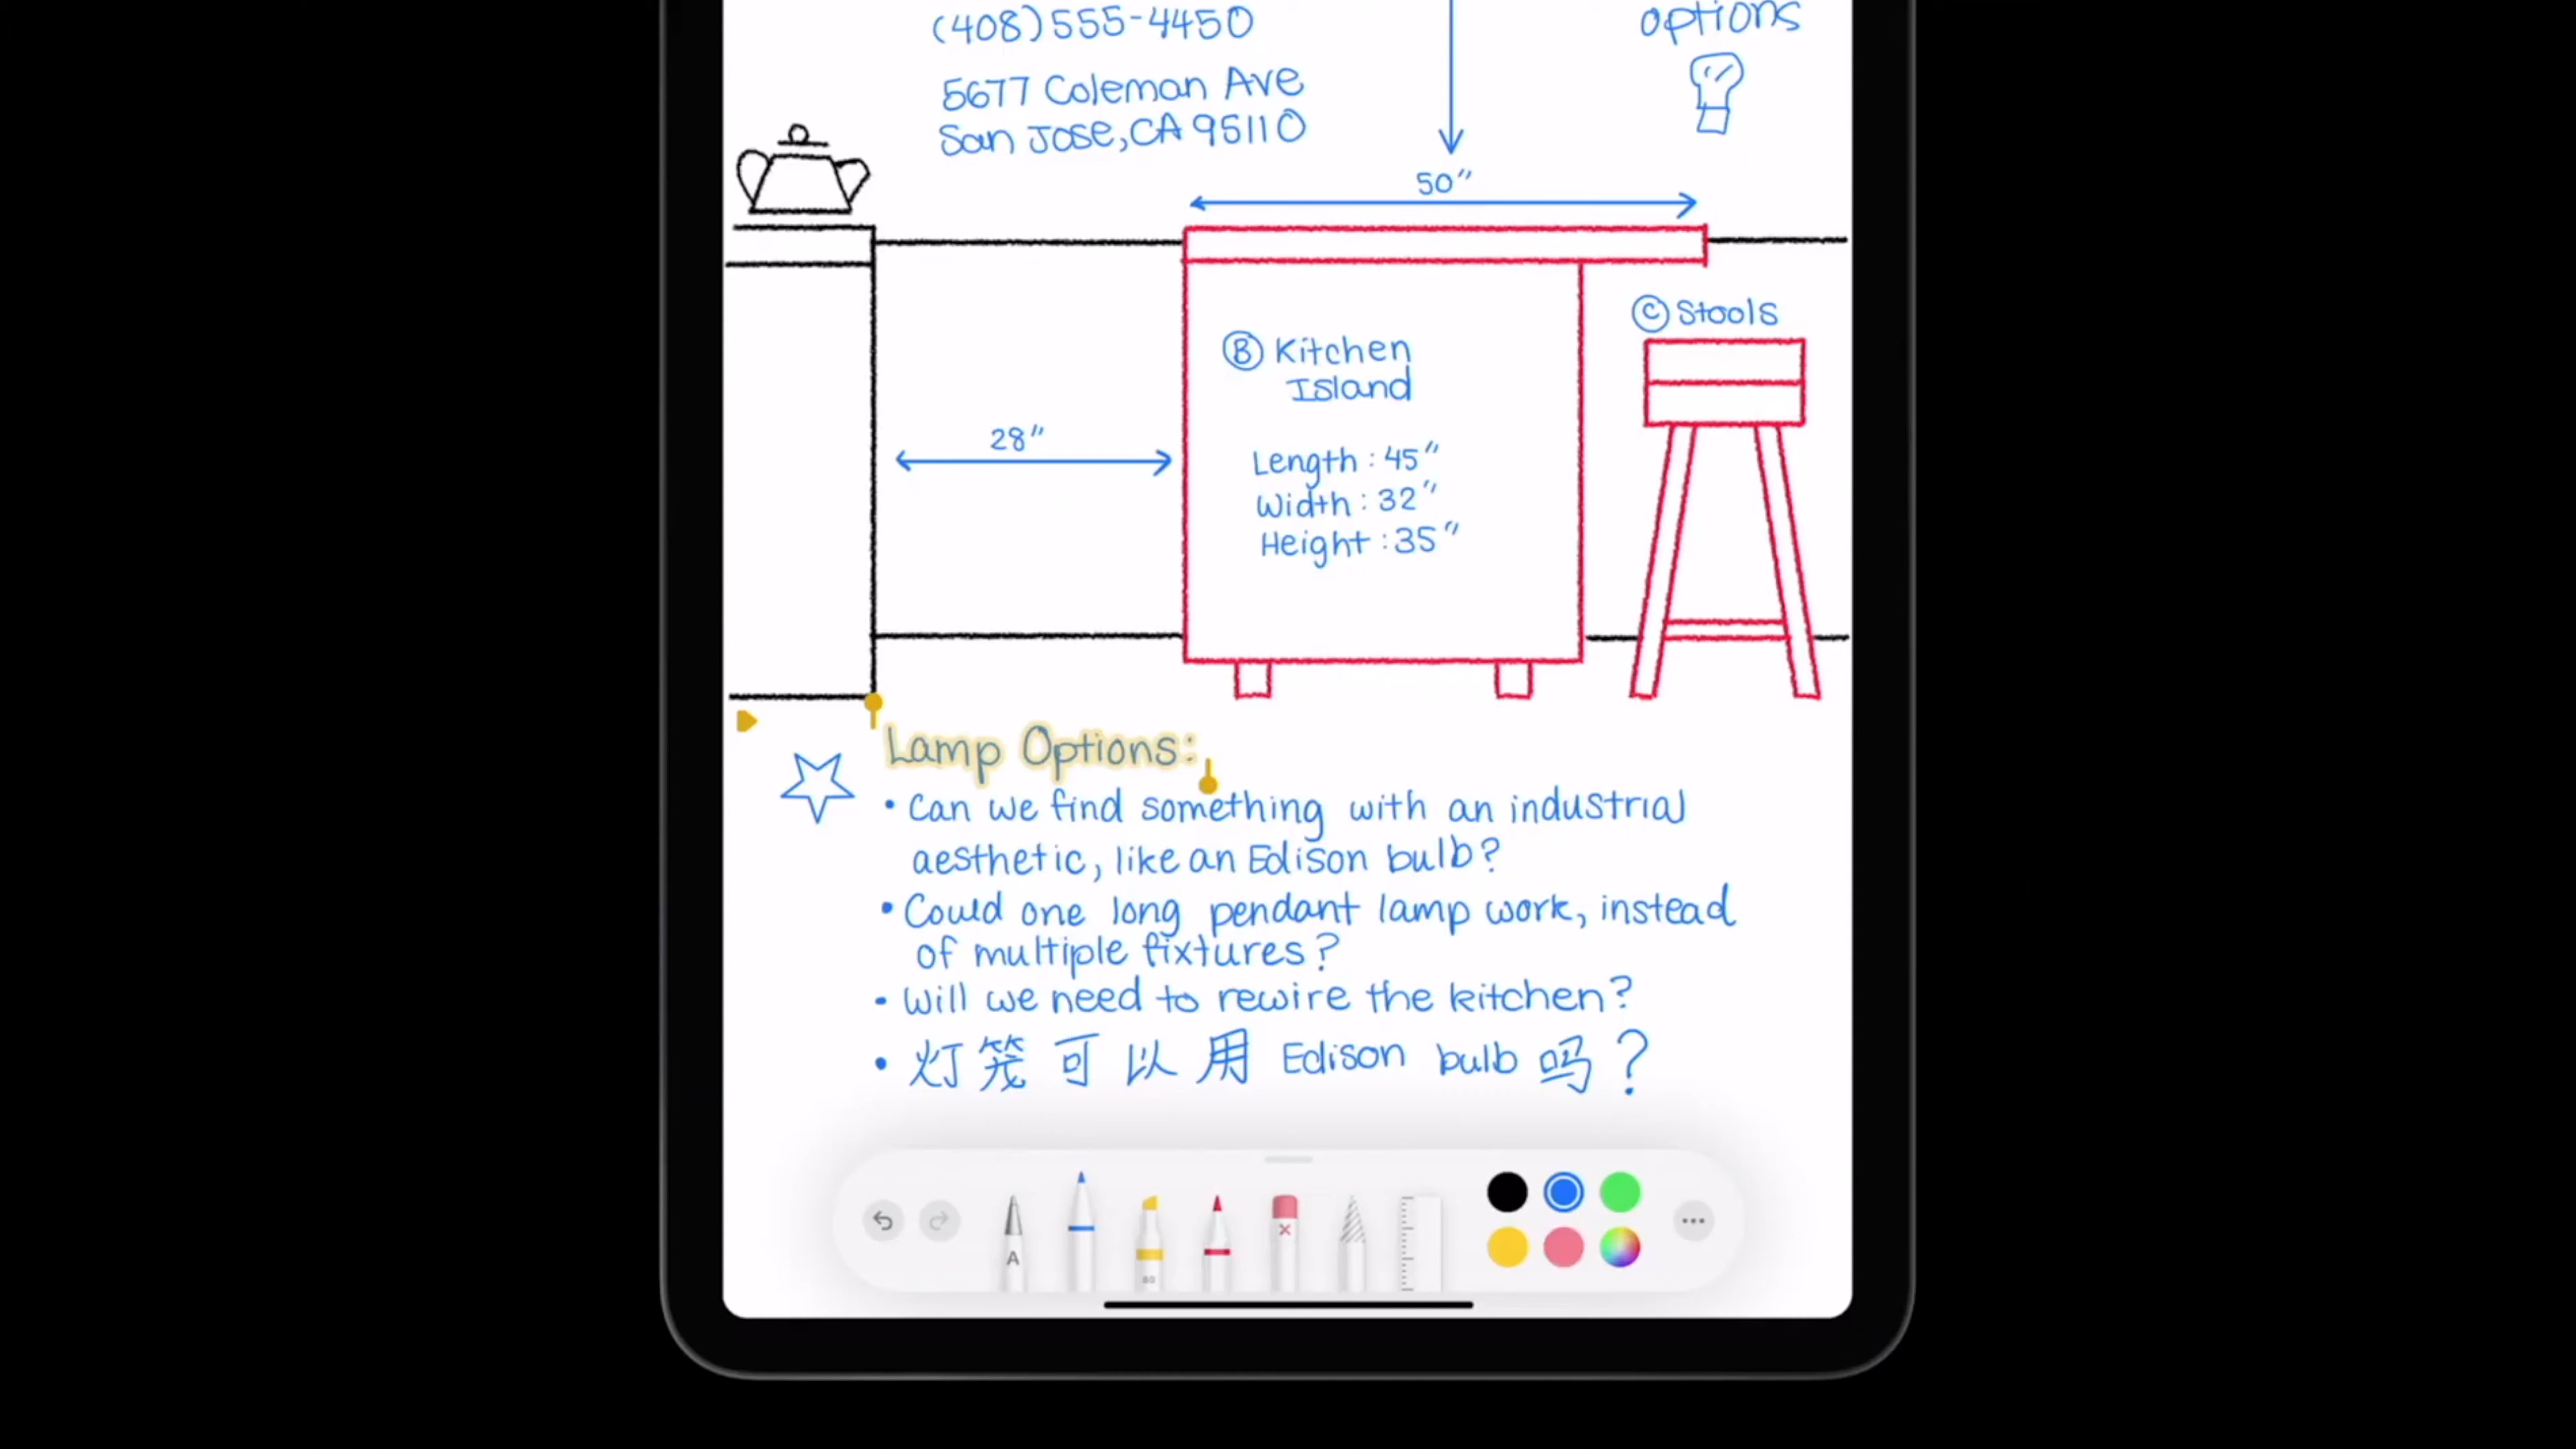 (408)555-4450
options
5677 Coleman Ave
San Jose, CA 95110
50"
Ⓒ Stools
Ⓑ Kitchen
Island
28"
Length: 45"
Width: 32"
Height: 35"
Lamp Options:
• Can we find something with an industrial
aesthetic, like an Edison bulb?
• Could one long pendant lamp work, instead
of multiple fixtures?
- Will we need to rewire the kitchen?
• 灯笼可以用 Edison bulb 吗?
A
80